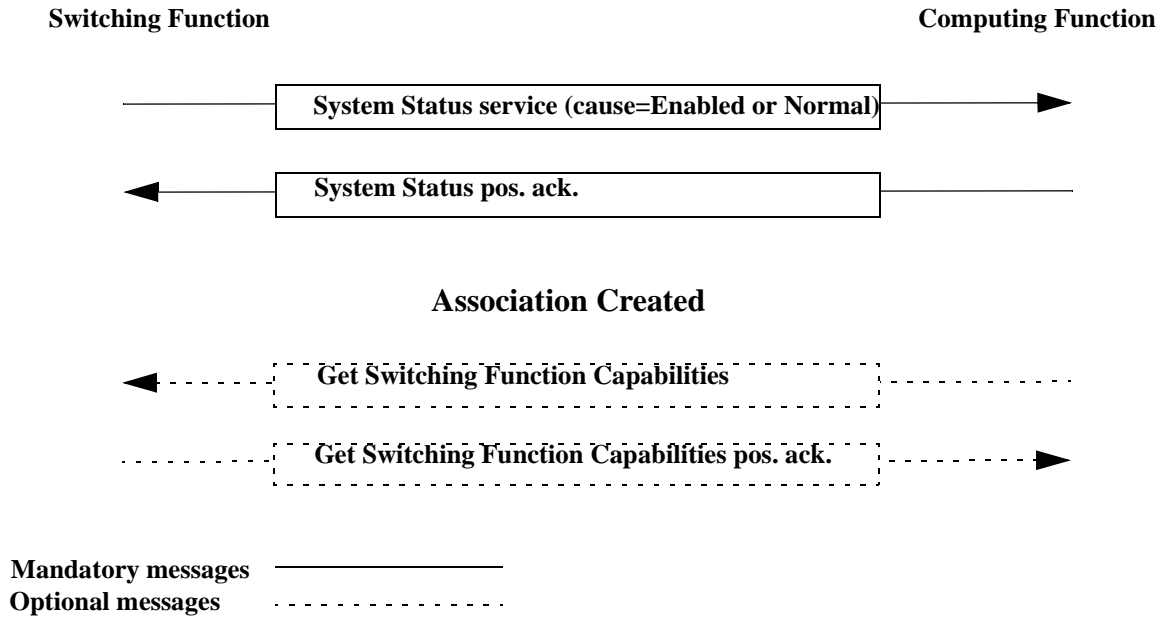 Switching Function
Computing Function
System Status service (cause=Enabled or Normal)
System Status pos. ack.
Association Created
Get Switching Function Capabilities
Get Switching Function Capabilities pos. ack.
Mandatory messages
Optional messages